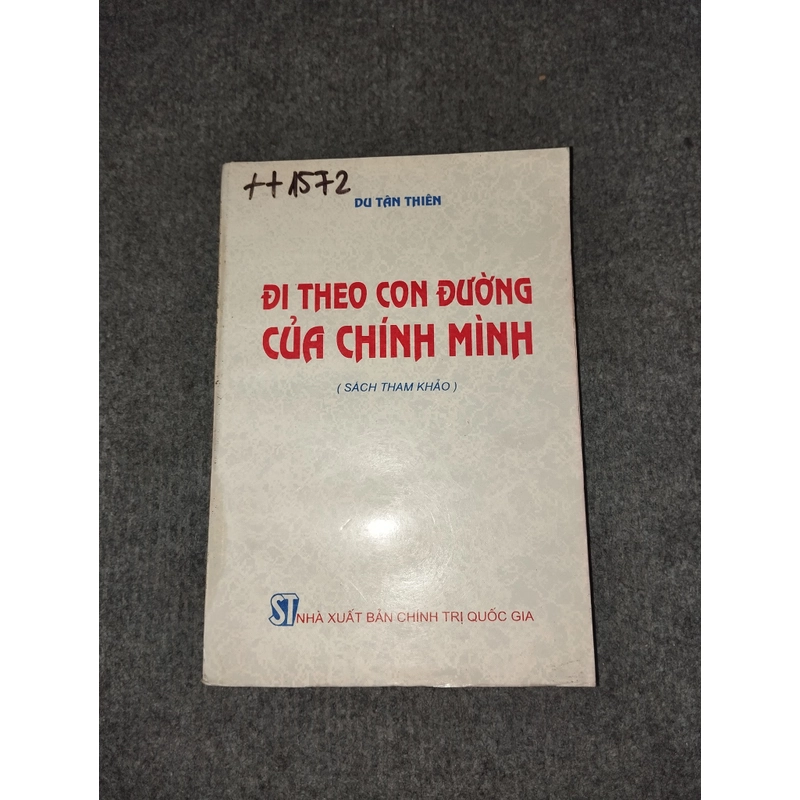 ++1572
DU TÂN THIÊN
ĐI THEO CON ĐƯỜNG
CỦA CHÍNH MÌNH
( SÁCH THAM KHẢO )
ST NHÀ XUẤT BẢN CHÍNH TRỊ QUỐC GIA